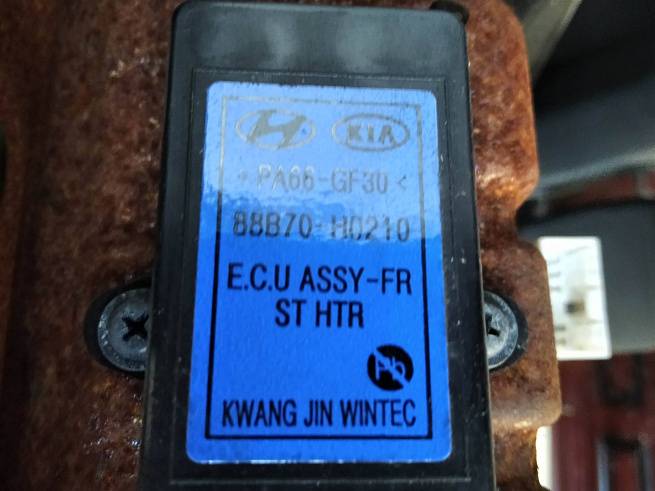 H KIA
>PA66-GF30<
88B70-H0210
E.C.U ASSY-FR
ST HTR
Pb
KWANG JIN WINTEC